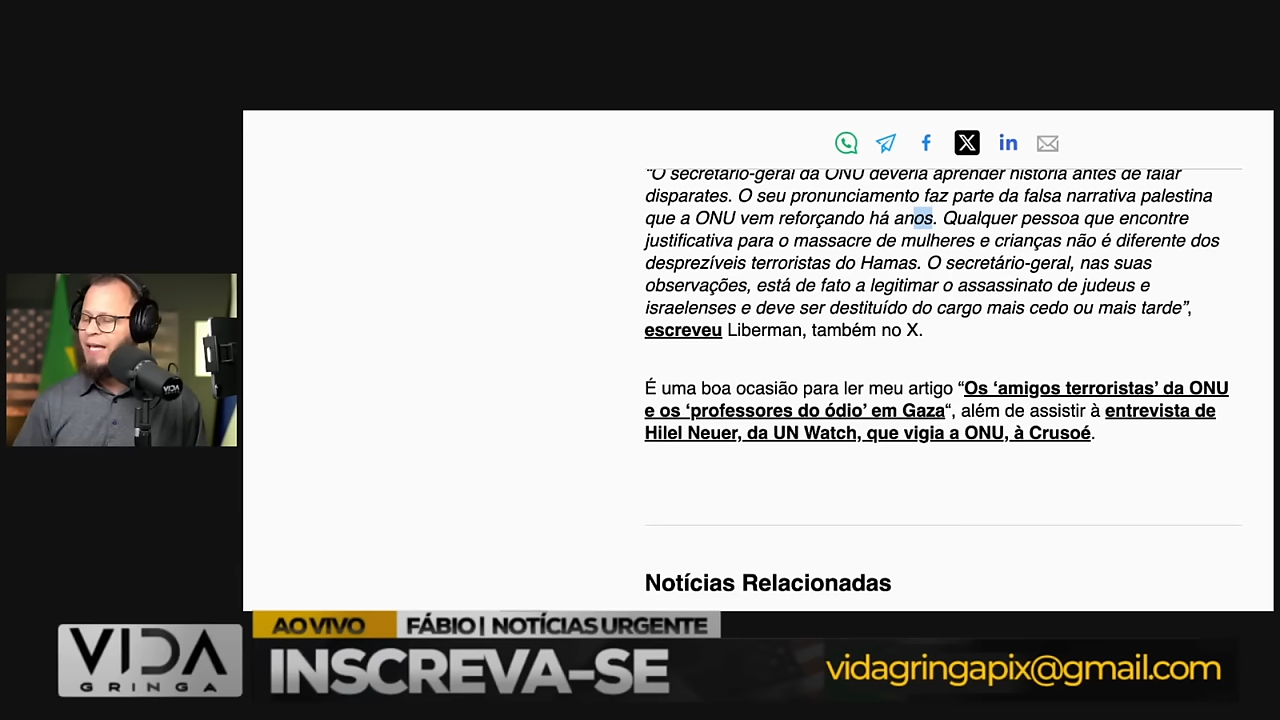 "O secretário-geral da ONU deveria aprender história antes de falar
disparates. O seu pronunciamento faz parte da falsa narrativa palestina
que a ONU vem reforçando há anos. Qualquer pessoa que encontre
justificativa para o massacre de mulheres e crianças não é diferente dos
desprezíveis terroristas do Hamas. O secretário-geral, nas suas
observações, está de fato a legitimar o assassinato de judeus e
israelenses e deve ser destituído do cargo mais cedo ou mais tarde”,
escreveu Liberman, também no X.
É uma boa ocasião para ler meu artigo “Os ‘amigos terroristas’ da ONU
e os ‘professores do ódio’ em Gaza“, além de assistir à entrevista de
Hilel Neuer, da UN Watch, que vigia a ONU, à Crusoé.
Notícias Relacionadas
AO VIVO FÁBIO | NOTÍCIAS URGENTE
VIDA
GRINGA
INSCREVA-SE
vidagringapix@gmail.com